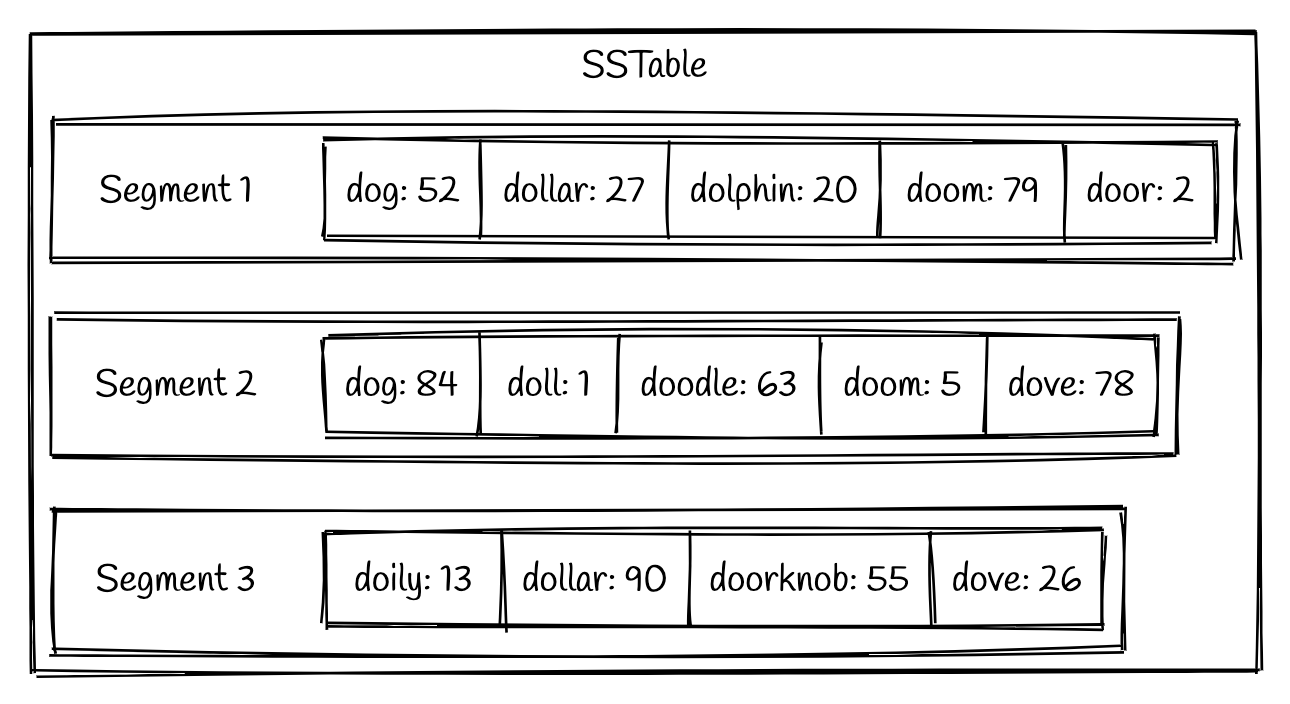 SSTable
Segment 1 dog: 52 dollar: 27 dolphin: 20 doom: 79 door: 2
Segment 2 dog: 84 doll: 1 doodle: 63 doom: 5 dove: 78
Segment 3 doily: 13 dollar: 90 doorknob: 55 dove: 26